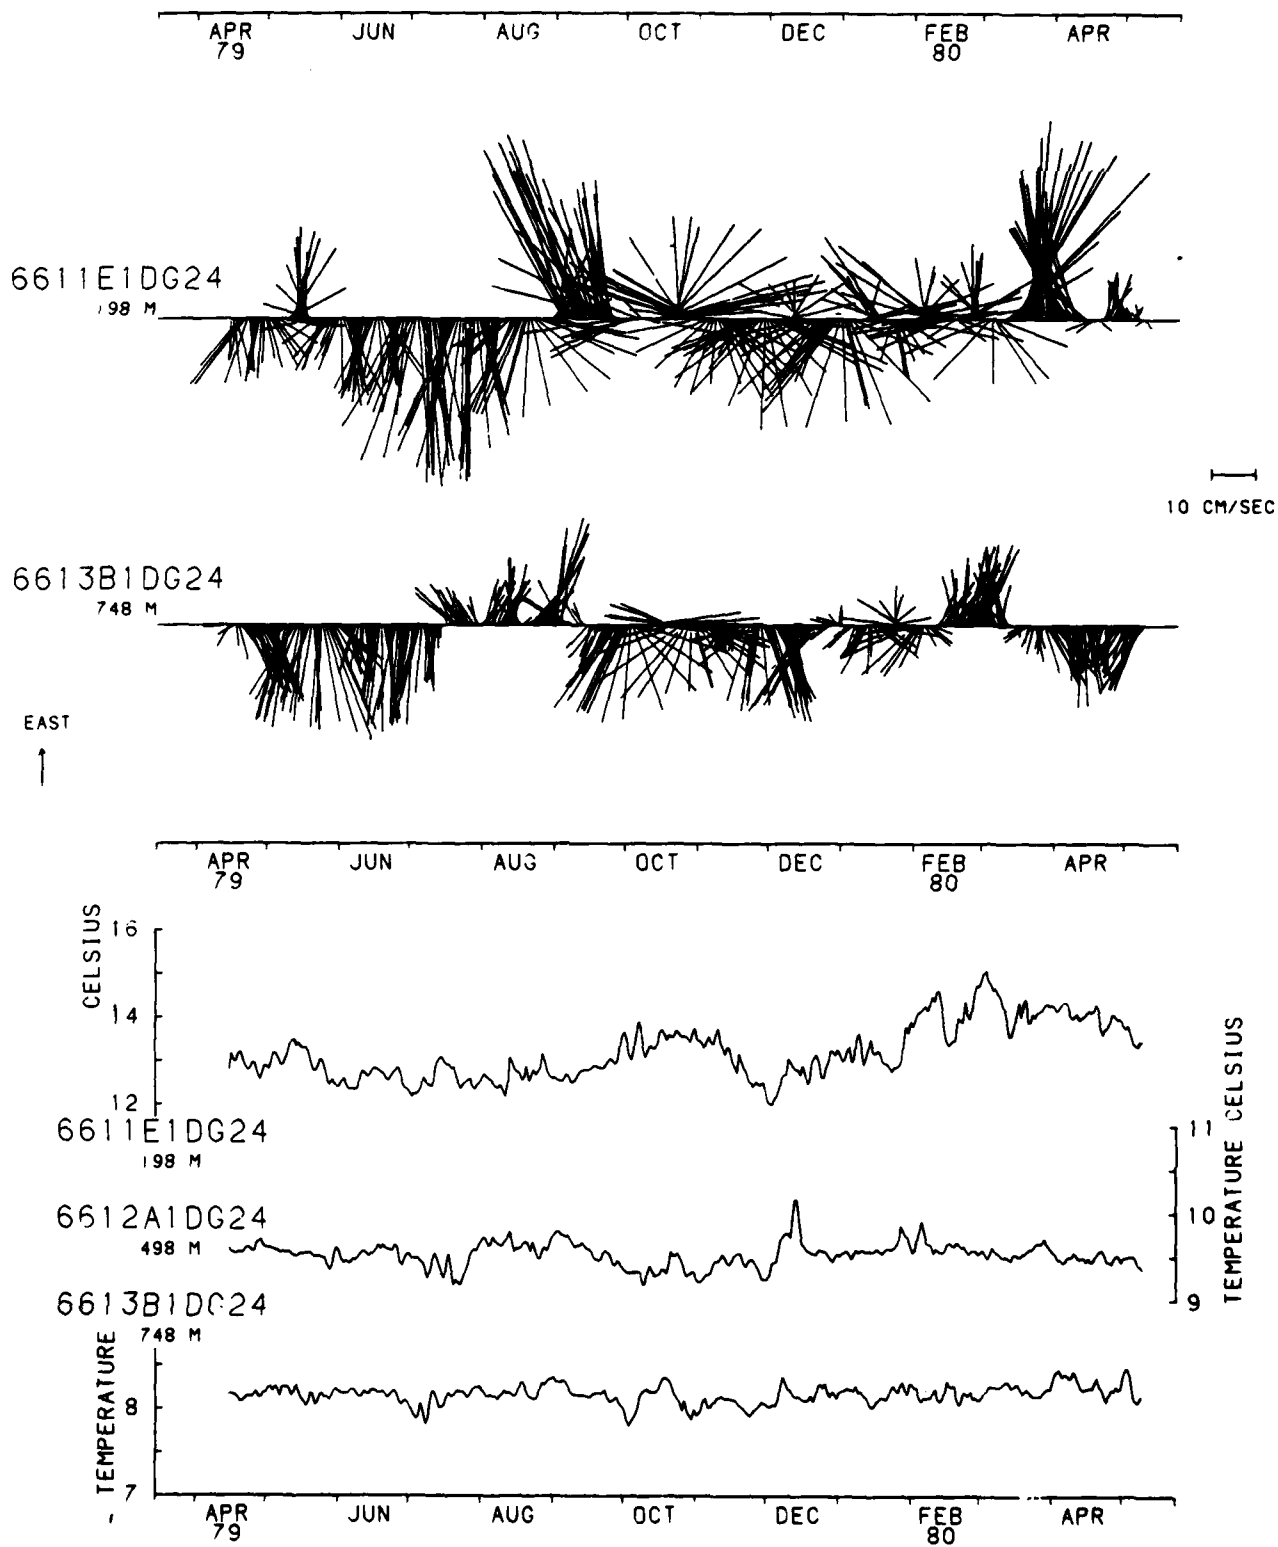 APR JUN AUG OCT DEC FEB APR
79 80
6611E1DG24
198 M
10 CM/SEC
6613B1DG24
748 M
EAST
APR JUN AUG OCT DEC FEB APR
79 80
CELSIUS
16
14
12
6611E1DG24
198 M
TEMPERATURE CELSIUS
11
10
9
6612A1DG24
498 M
6613B1DG24
748 M
TEMPERATURE
8
7
APR JUN AUG OCT DEC FEB APR
79 80